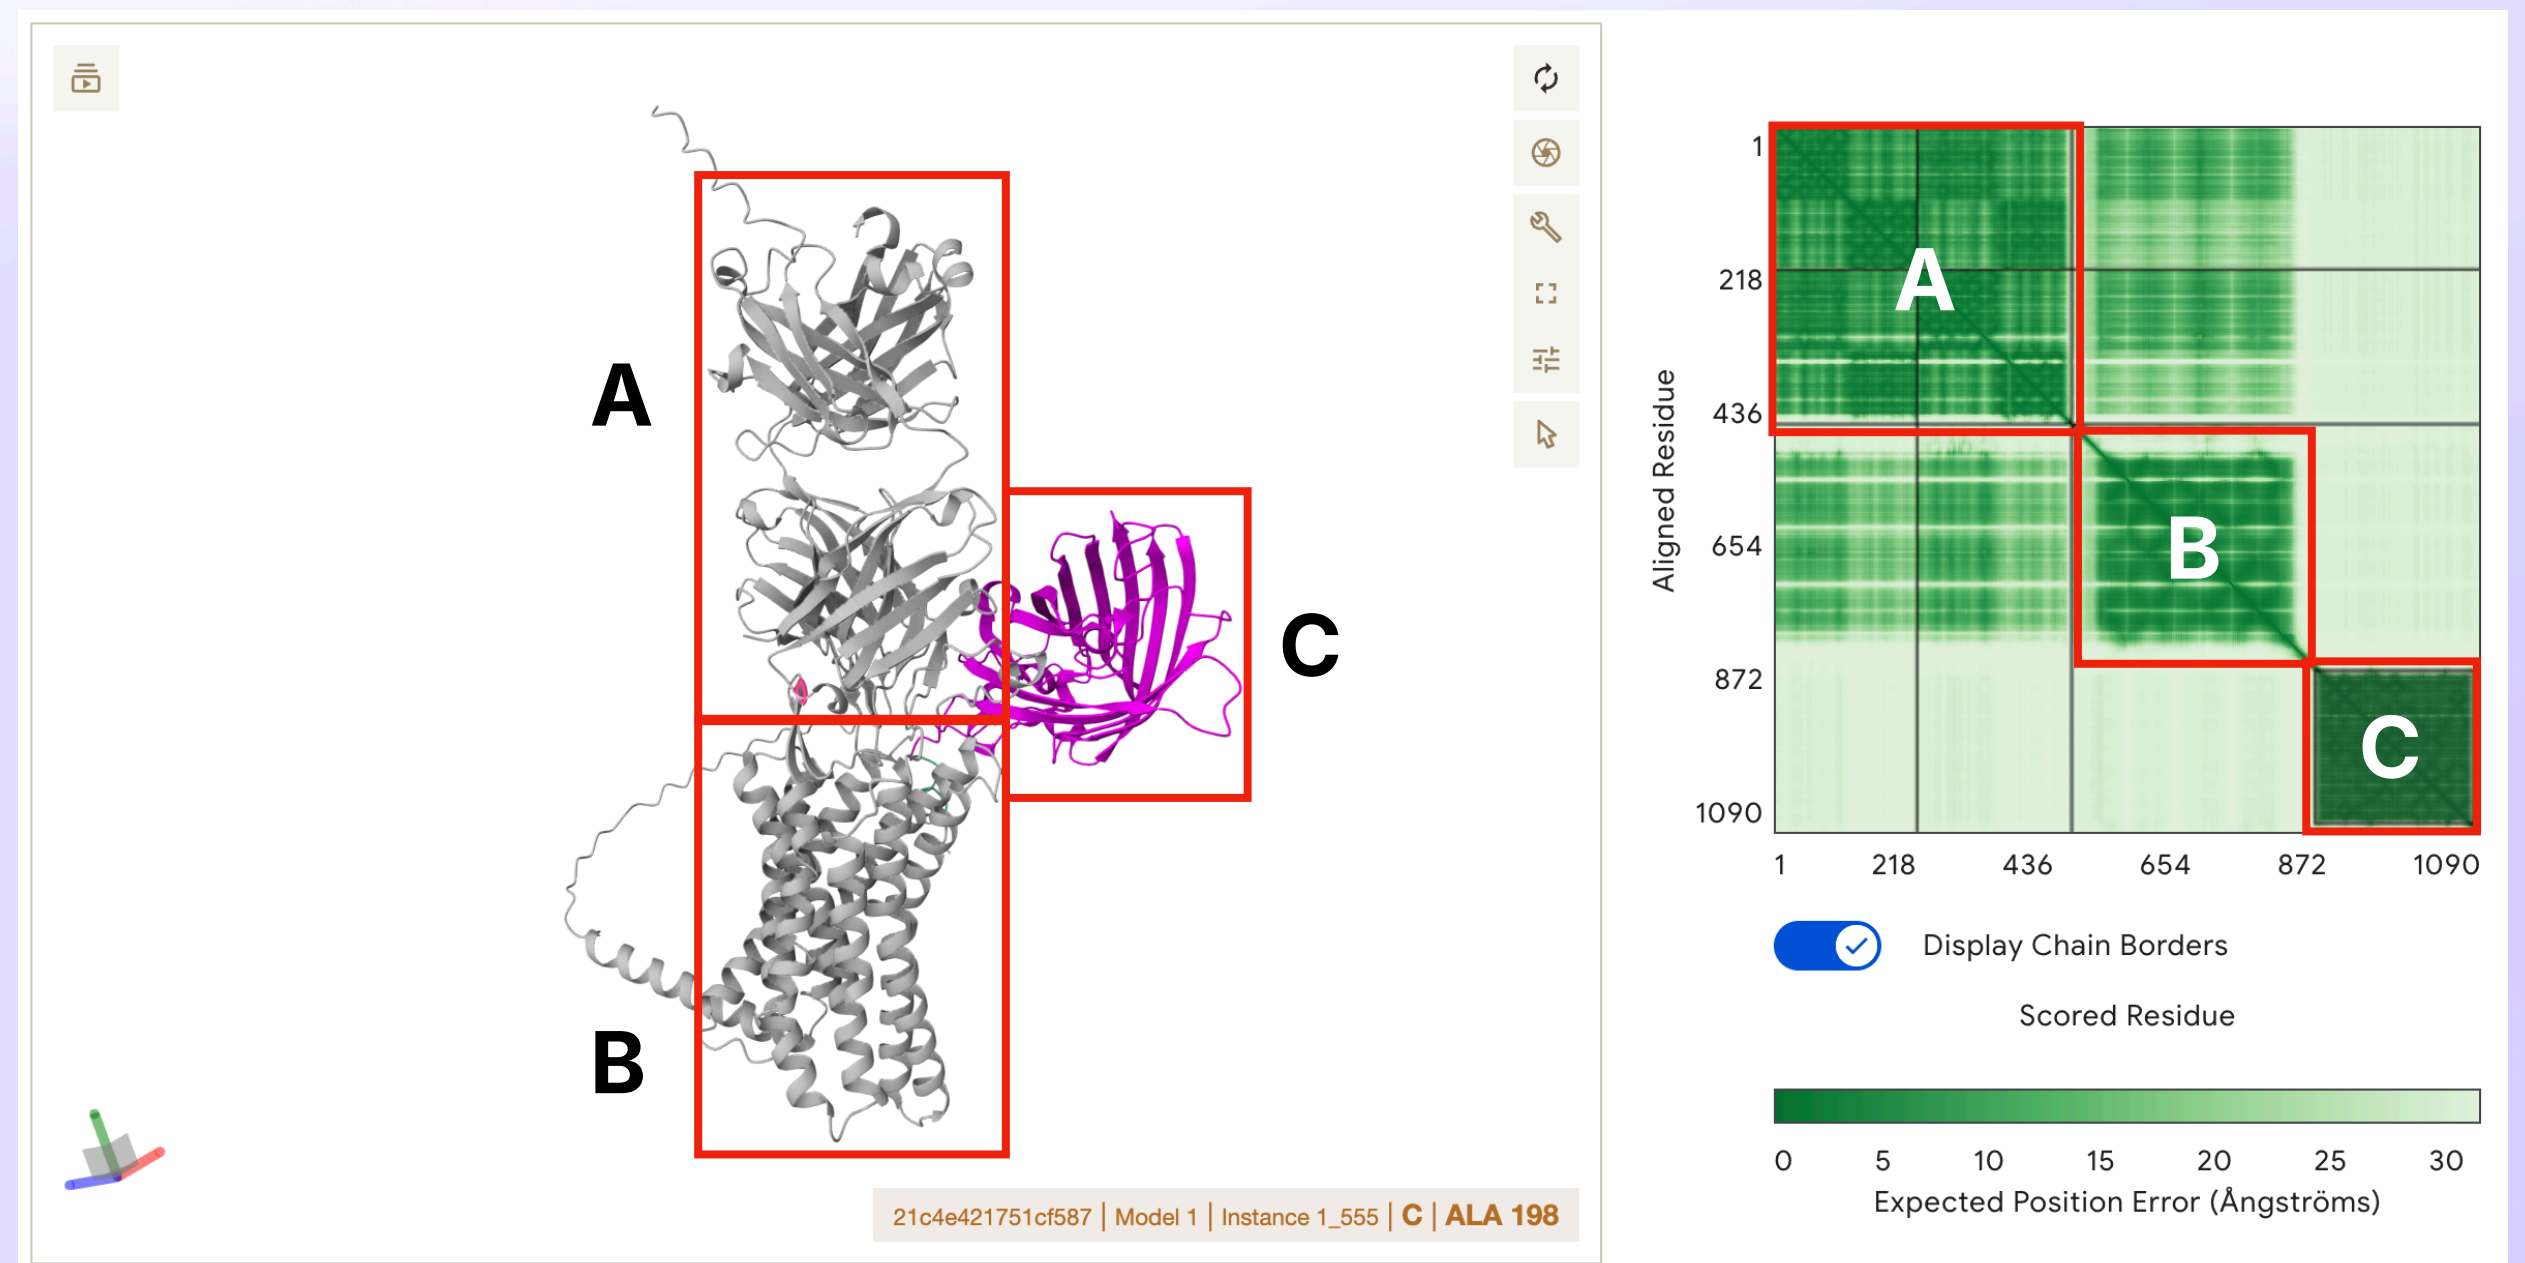 A
B
C
21c4e421751cf587 | Model 1 | Instance 1_555 | C | ALA 198
Aligned Residue
1
218
436
654
872
1090
A
B
C
1 218 436 654 872 1090
Display Chain Borders
Scored Residue
0 5 10 15 20 25 30
Expected Position Error (Ångströms)